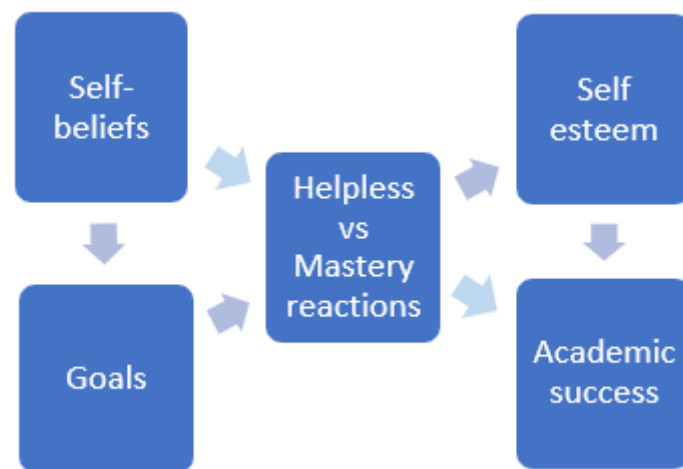 Self-
beliefs
Goals
Helpless
vs
Mastery
reactions
Self
esteem
Academic
success